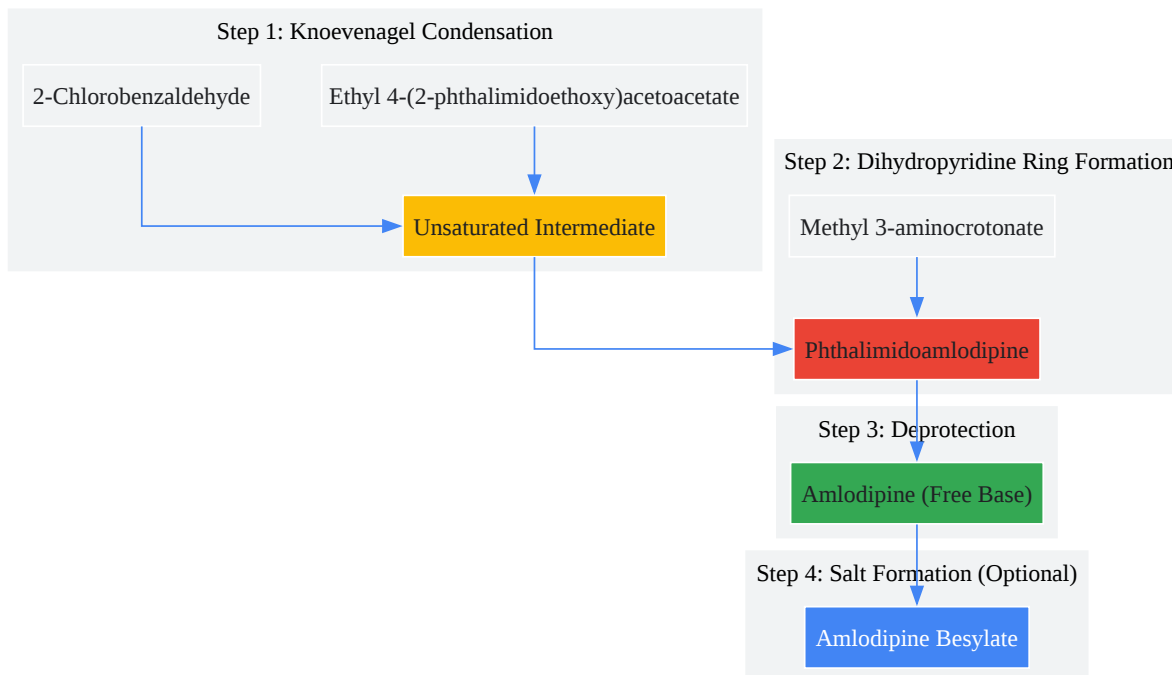 Step 1: Knoevenagel Condensation
2-Chlorobenzaldehyde
Ethyl 4-(2-phthalimidoethoxy)acetoacetate
Unsaturated Intermediate
Step 2: Dihydropyridine Ring Formation
Methyl 3-aminocrotonate
Phthalimidoamlodipine
Step 3: Deprotection
Amlodipine (Free Base)
Step 4: Salt Formation (Optional)
Amlodipine Besylate